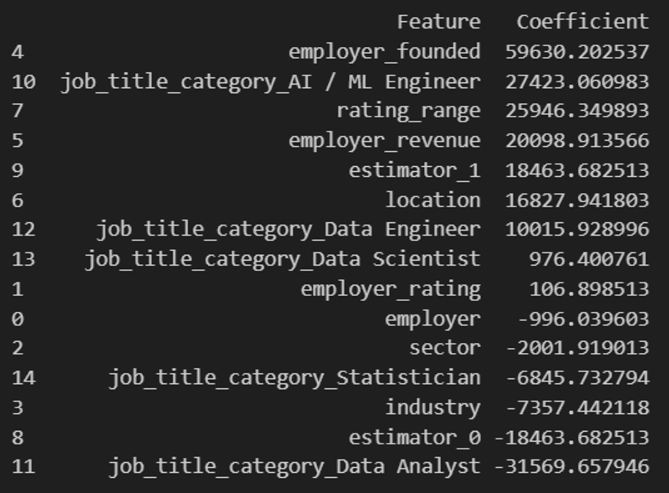 Feature Coefficient
4 employer_founded 59630.202537
10 job_title_category_AI / ML Engineer 27423.060983
7 rating_range 25946.349893
5 employer_revenue 20098.913566
9 estimator_1 18463.682513
6 location 16827.941803
12 job_title_category_Data Engineer 10015.928996
13 job_title_category_Data Scientist 976.400761
1 employer_rating 106.898513
0 employer -996.039603
2 sector -2001.919013
14 job_title_category_Statistician -6845.732794
3 industry -7357.442118
8 estimator_0 -18463.682513
11 job_title_category_Data Analyst -31569.657946